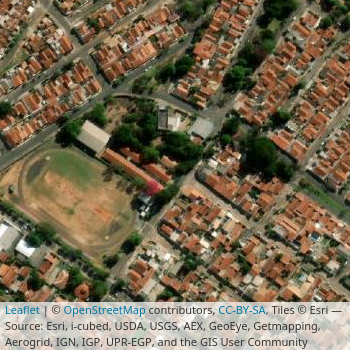 Leaflet | © OpenStreetMap contributors, CC-BY-SA, Tiles © Esri —
Source: Esri, i-cubed, USDA, USGS, AEX, GeoEye, Getmapping,
Aerogrid, IGN, IGP, UPR-EGP, and the GIS User Community